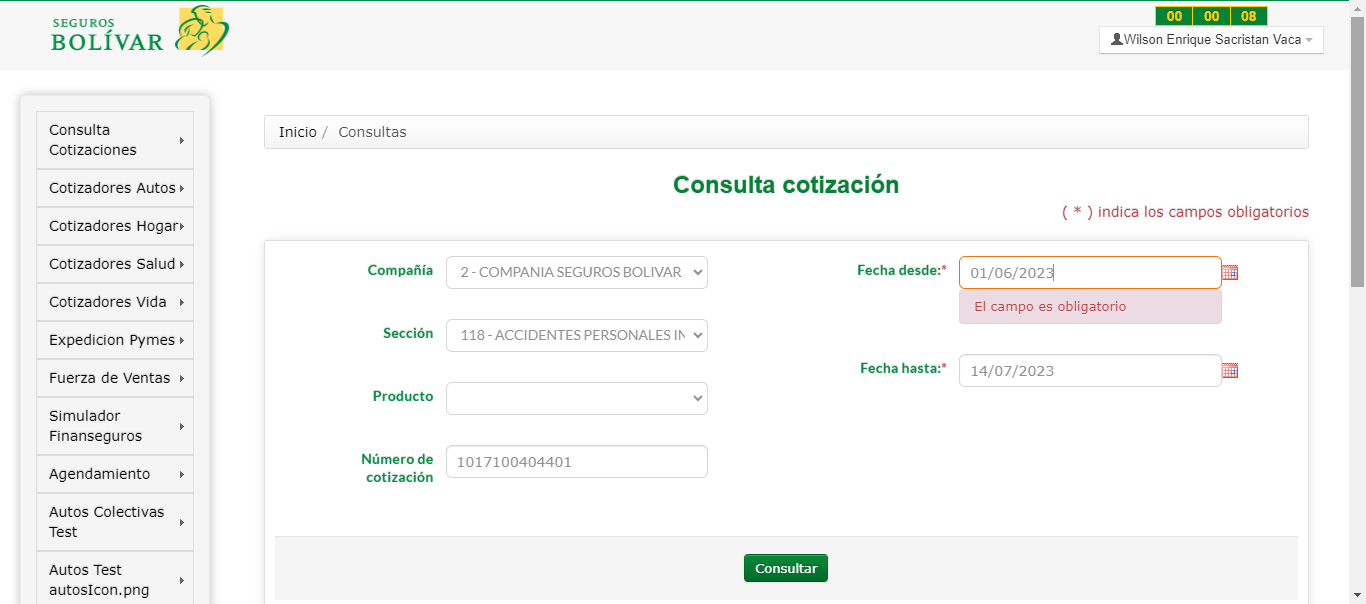 SEGUROS
BOLÍVAR
00 00 08
Wilson Enrique Sacristan Vaca
Consulta
Cotizaciones
Cotizadores Autos
Cotizadores Hogar
Cotizadores Salud
Cotizadores Vida
Expedicion Pymes
Fuerza de Ventas
Simulador
Finanseguros
Agendamiento
Autos Colectivas
Test
Autos Test
autosIcon.png
Inicio / Consultas
Consulta cotización
( * ) indica los campos obligatorios
Compañía 2 - COMPANIA SEGUROS BOLIVAR
Sección 118 - ACCIDENTES PERSONALES IN
Producto
Número de
cotización
1017100404401
Fecha desde:* 01/06/2023
El campo es obligatorio
Fecha hasta:* 14/07/2023
Consultar